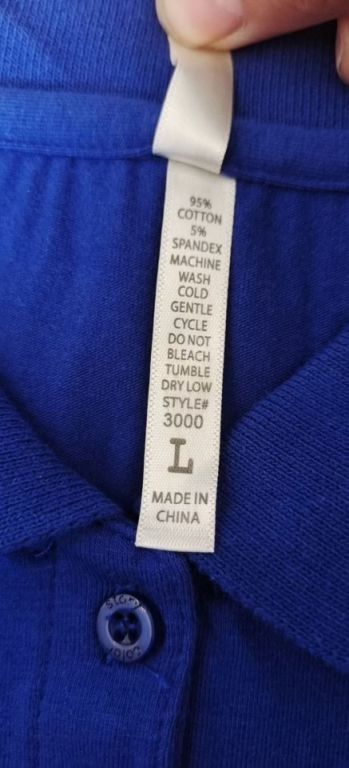 95%
COTTON
5%
SPANDEX
MACHINE
WASH
COLD
GENTLE
CYCLE
DO NOT
BLEACH
TUMBLE
DRY LOW
STYLE#
3000
L
MADE IN
CHINA
color